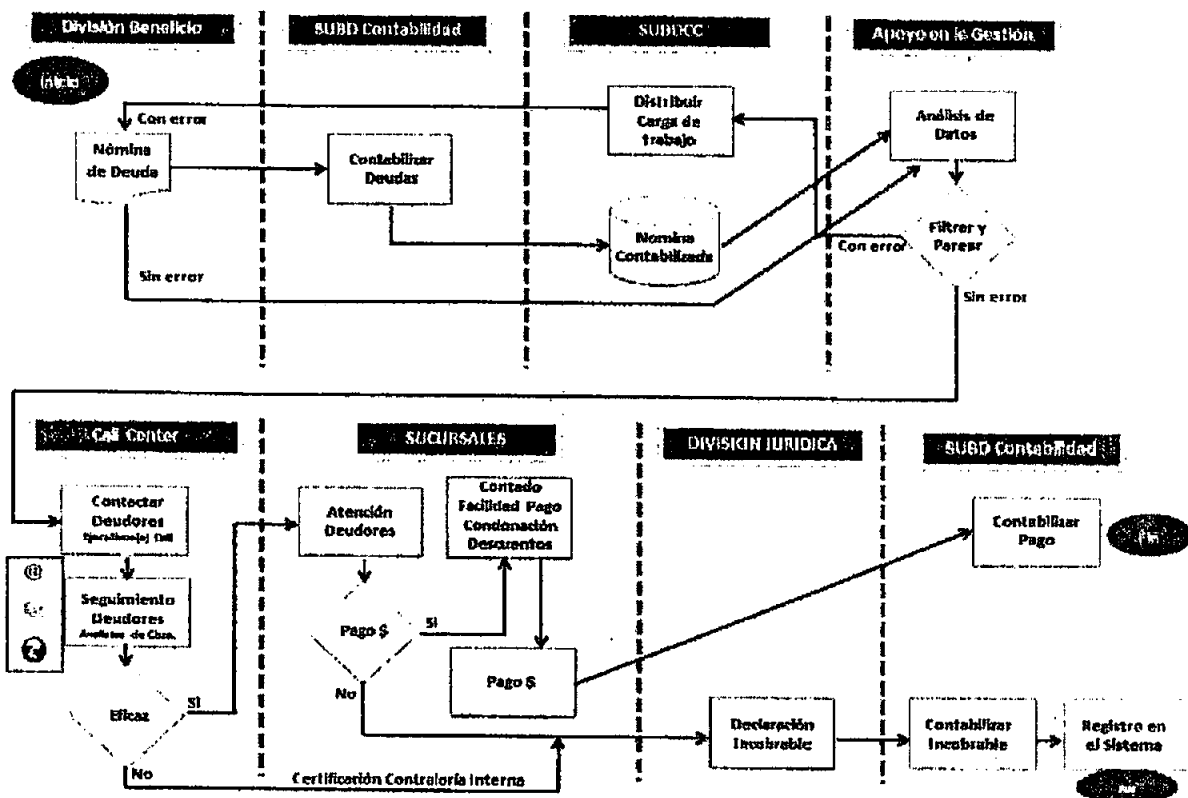 División Beneficio
SUBD Contabilidad
SUBDCC
Apoyo en la Gestión
Inicio
Con error
Nómina
de Deuda
Contabilizar
Deudas
Distribuir
Carga de
Trabajo
Análisis de
Datos
Nomina
Contabilizada
Filtrar y
Parear
Con error
Sin error
Sin error
Call Center
SUCURSALES
DIVISION JURIDICA
SUBD Contabilidad
Contactar
Deudores
Call
Seguimiento
Deudores
de
Eficaz
SI
No
Atención
Deudores
Contado
Facilidad Pago
Condonación
Descuentos
Pago $
SI
No
Pago $
Contabilizar
Pago
Fin
Declaración
Incobrable
Contabilizar
Incobrable
Registro en
el Sistema
Certificación Contraloría Interna